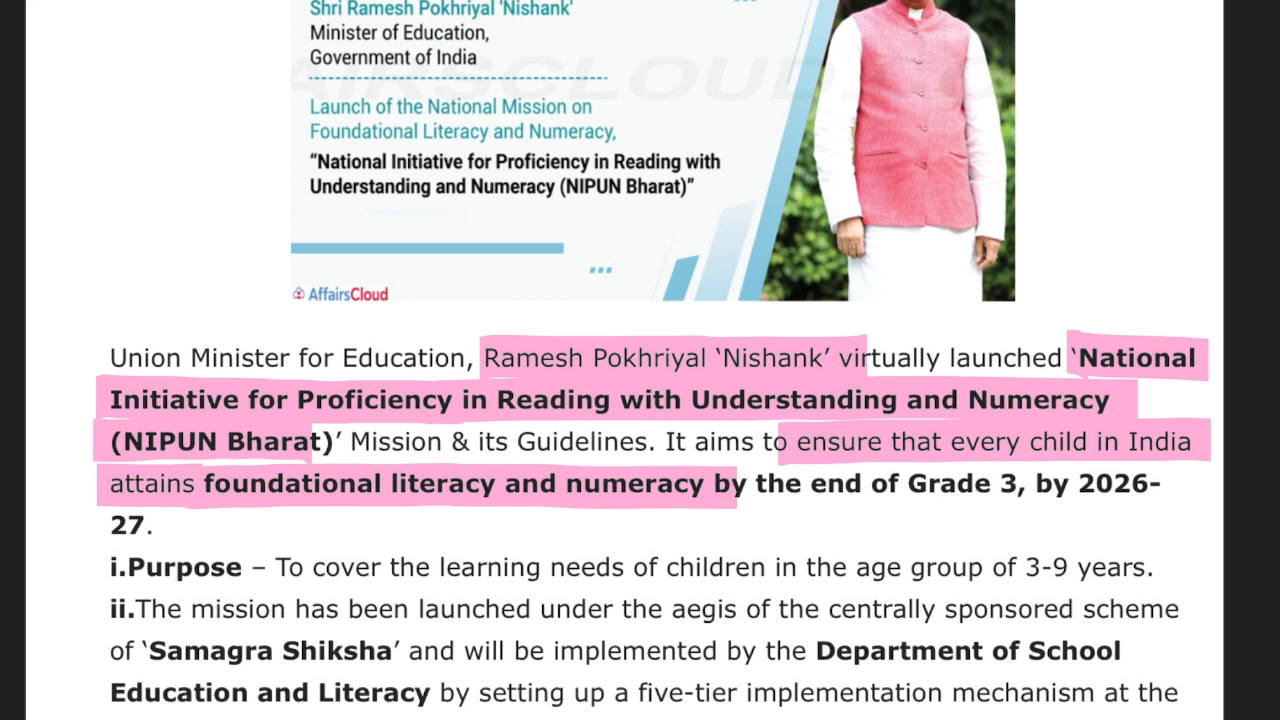 Shri Ramesh Pokhriyal 'Nishank'
Minister of Education,
Government of India
Launch of the National Mission on
Foundational Literacy and Numeracy,
“National Initiative for Proficiency in Reading with
Understanding and Numeracy (NIPUN Bharat)”
AffairsCloud
Union Minister for Education, Ramesh Pokhriyal ‘Nishank’ virtually launched ‘National
Initiative for Proficiency in Reading with Understanding and Numeracy
(NIPUN Bharat)’ Mission & its Guidelines. It aims to ensure that every child in India
attains foundational literacy and numeracy by the end of Grade 3, by 2026-
27.
i.Purpose – To cover the learning needs of children in the age group of 3-9 years.
ii.The mission has been launched under the aegis of the centrally sponsored scheme
of ‘Samagra Shiksha’ and will be implemented by the Department of School
Education and Literacy by setting up a five-tier implementation mechanism at the